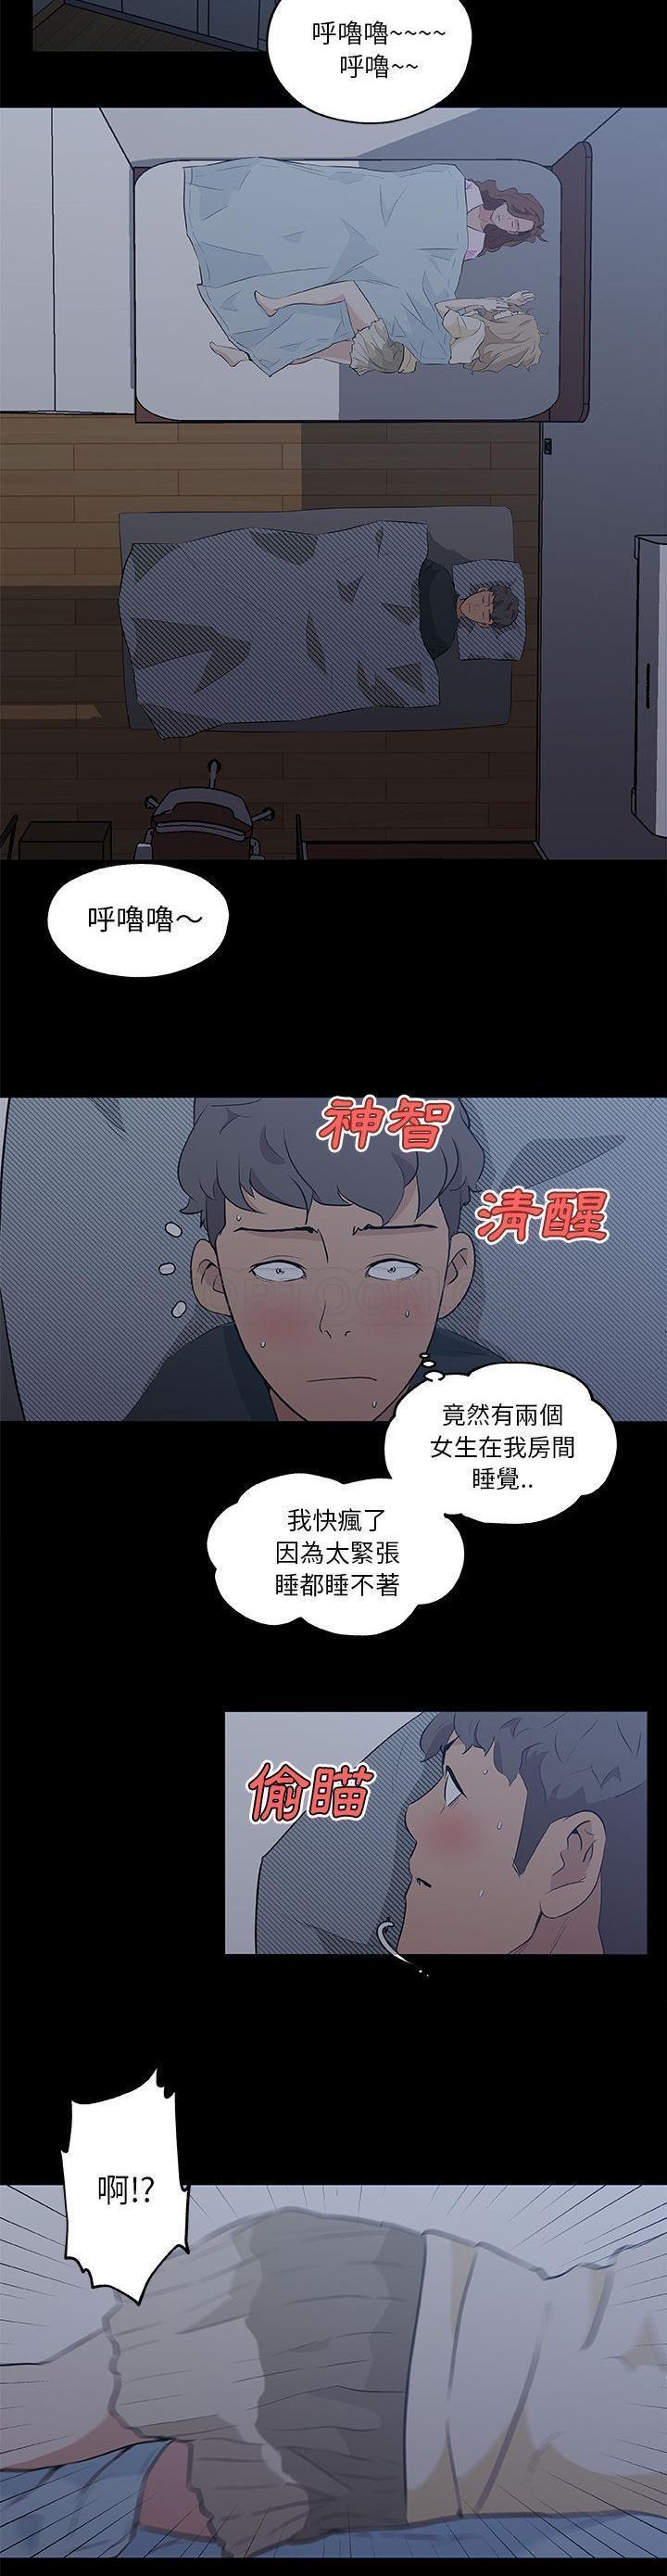 呼嚕嚕~~~~
呼嚕~~
呼嚕嚕～
神智
清醒
竟然有兩個
女生在我房間
睡覺..
我快瘋了
因為太緊張
睡都睡不著
偷瞄
啊!?